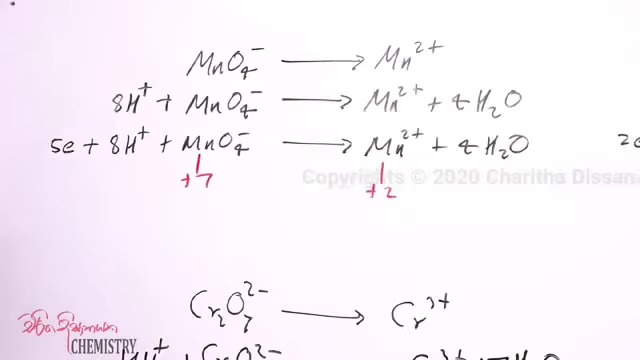 MnO₄⁻ ⟶ Mn²⁺
8H⁺ + MnO₄⁻ ⟶ Mn²⁺ + 4H₂O
5e + 8H⁺ + MnO₄⁻ ⟶ Mn²⁺ + 4H₂O
+7 +2
Copyrights © 2020 Charitha Dissan
Cr₂O₇²⁻ ⟶ Cr³⁺
CHEMISTRY